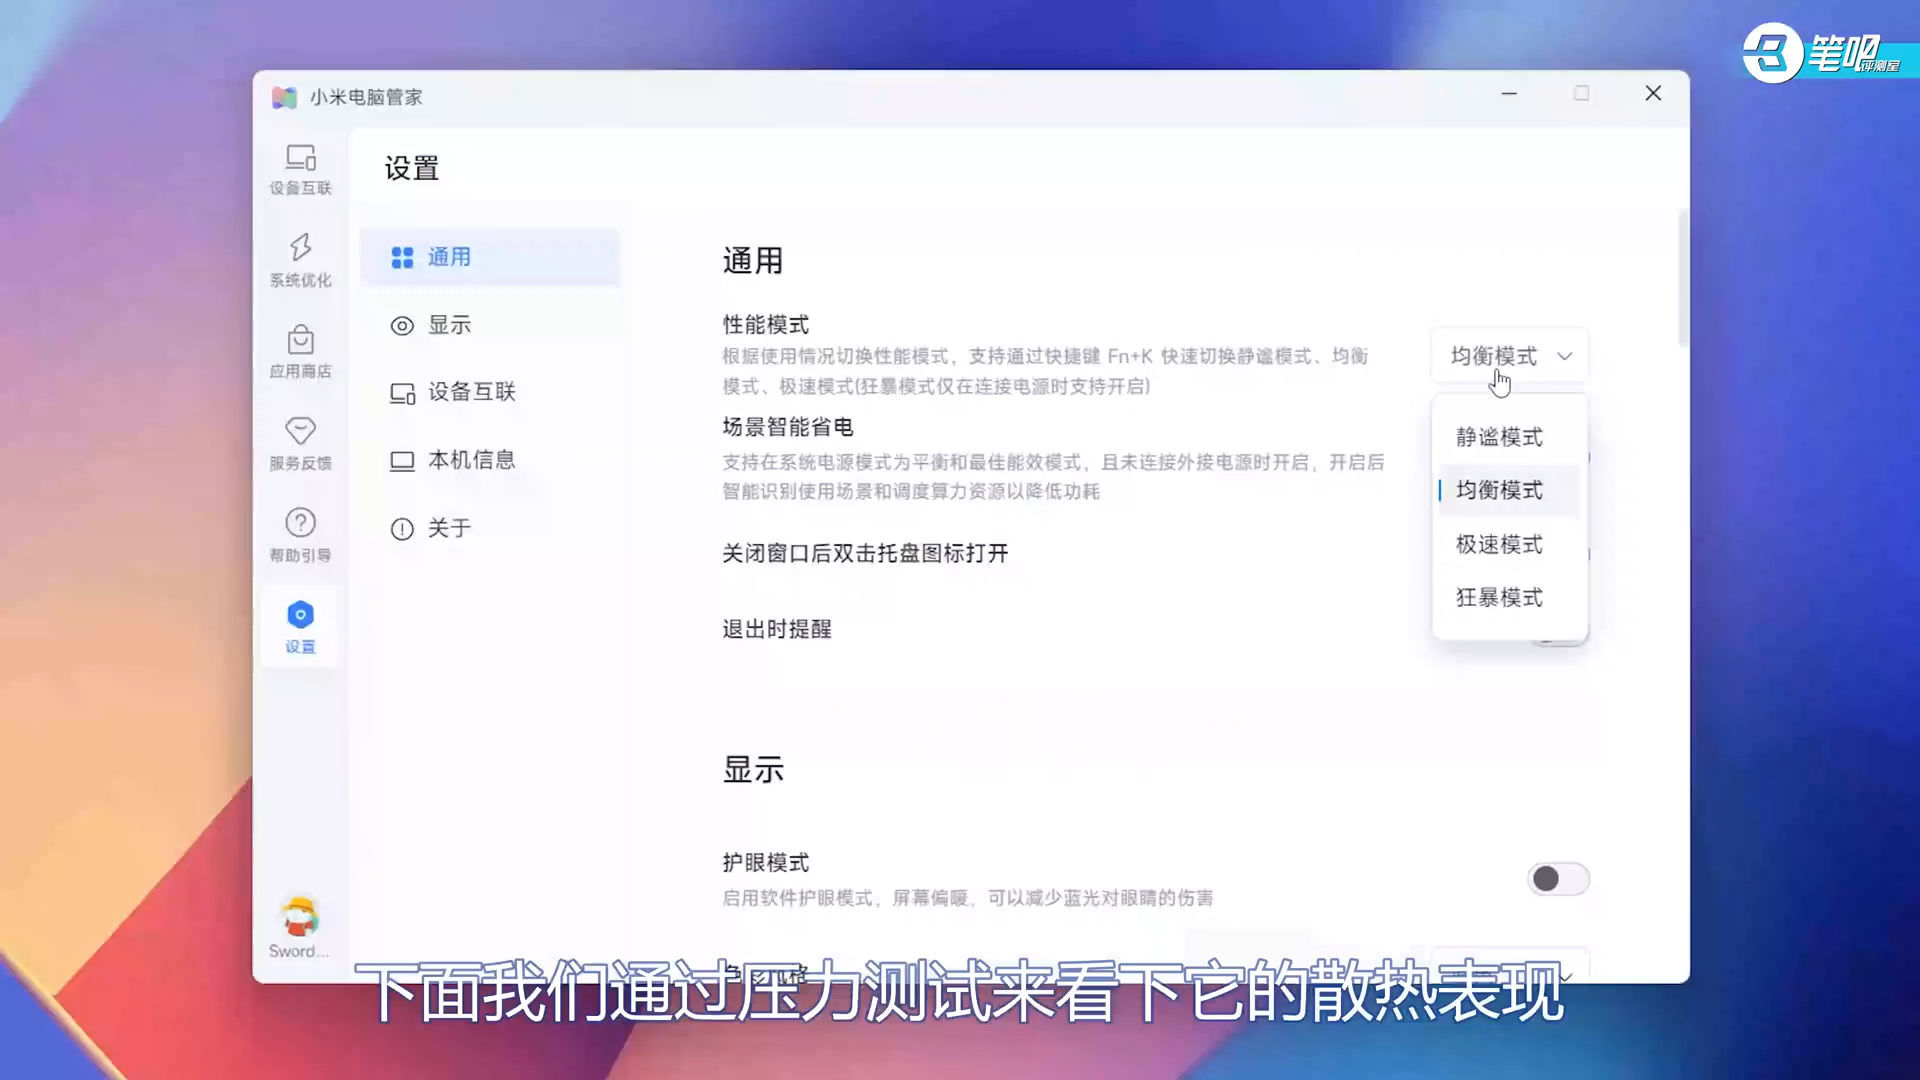 笔吧
评测室
小米电脑管家
设备互联
系统优化
应用商店
服务反馈
帮助引导
设置
Sword...
设置
通用
显示
设备互联
本机信息
关于
通用
性能模式
根据使用情况切换性能模式，支持通过快捷键 Fn+K 快速切换静谧模式、均衡
模式、极速模式(狂暴模式仅在连接电源时支持开启)
均衡模式
静谧模式
均衡模式
极速模式
狂暴模式
场景智能省电
支持在系统电源模式为平衡和最佳能效模式，且未连接外接电源时开启，开启后
智能识别使用场景和调度算力资源以降低功耗
关闭窗口后双击托盘图标打开
退出时提醒
显示
护眼模式
启用软件护眼模式，屏幕偏暖，可以减少蓝光对眼睛的伤害
下面我们通过压力测试来看下它的散热表现